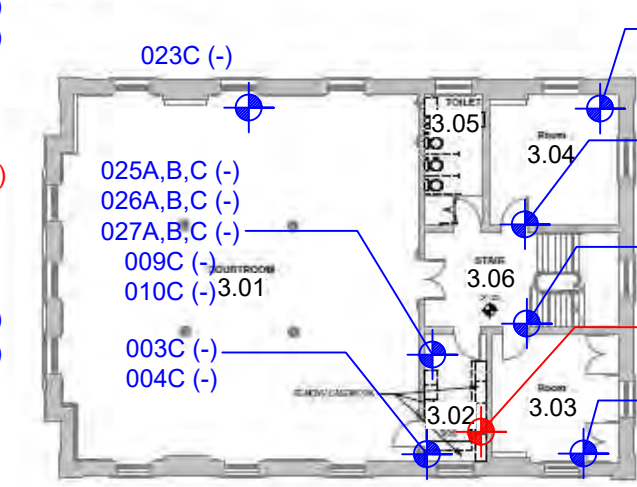 )
)
023C (-)
TOILET
3.05
Room
3.04
)
025A,B,C (-)
026A,B,C (-)
027A,B,C (-)
009C (-)
010C (-)
COURTROOM
3.01
STAIR
3.06
)
)
003C (-)
004C (-)
3.02
Room
3.03